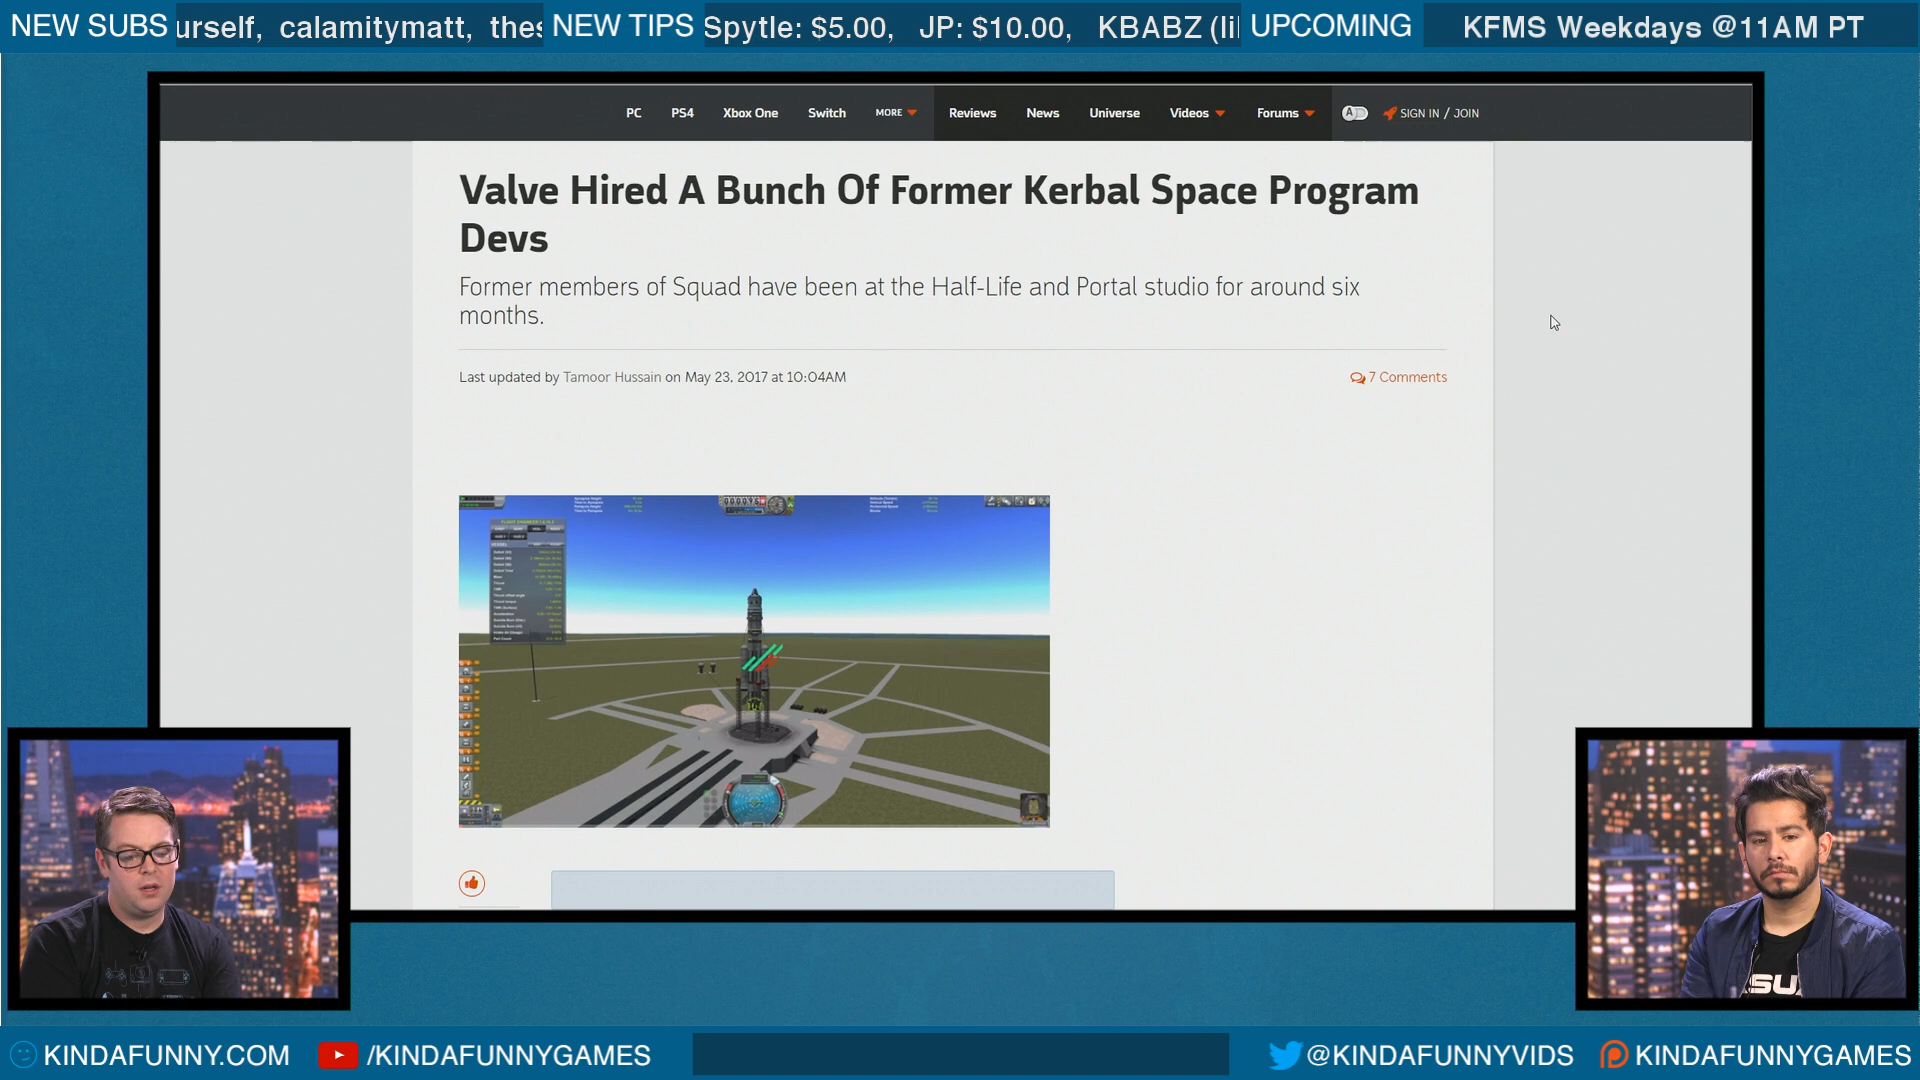 NEW SUBS
urself, calamitymatt, thes
NEW TIPS
Spytle: $5.00, JP: $10.00, KBABZ (lil
UPCOMING
KFMS Weekdays @11AM PT
PC
PS4
Xbox One
Switch
MORE
Reviews
News
Universe
Videos
Forums
SIGN IN / JOIN
Valve Hired A Bunch Of Former Kerbal Space Program
Devs
Former members of Squad have been at the Half-Life and Portal studio for around six
months.
Last updated by Tamoor Hussain on May 23, 2017 at 10:04AM
7 Comments
KINDAFUNNY.COM
/KINDAFUNNYGAMES
@KINDAFUNNYVIDS
KINDAFUNNYGAMES